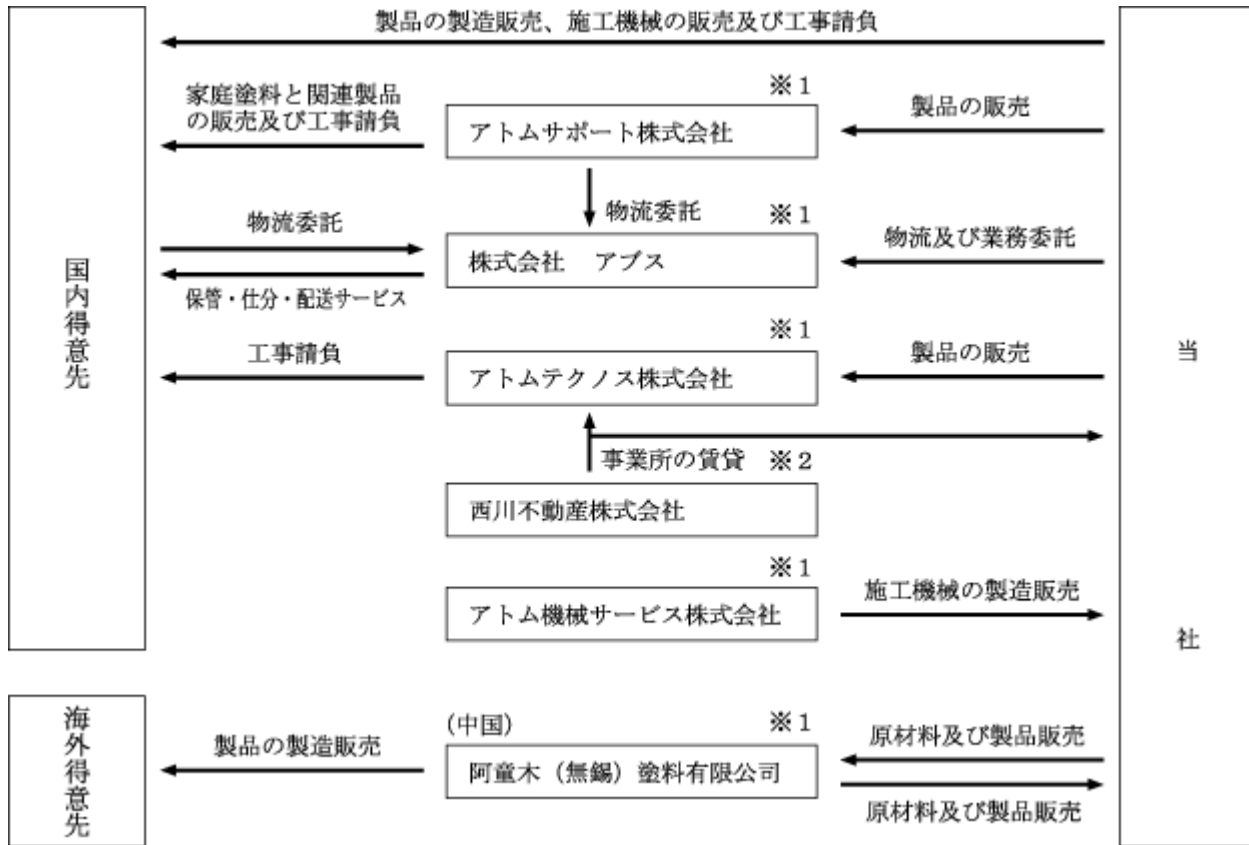 製品の製造販売、施工機械の販売及び工事請負
※1
家庭塗料と関連製品
の販売及び工事請負
アトムサポート株式会社
製品の販売
物流委託
物流委託
※1
株式会社 アブス
物流及び業務委託
保管・仕分・配送サービス
国内得意先
※1
工事請負
アトムテクノス株式会社
製品の販売
当社
事業所の賃貸 ※2
西川不動産株式会社
※1
アトム機械サービス株式会社
施工機械の製造販売
海外得意先
(中国)
※1
製品の製造販売
阿童木（無錫）塗料有限公司
原材料及び製品販売
原材料及び製品販売